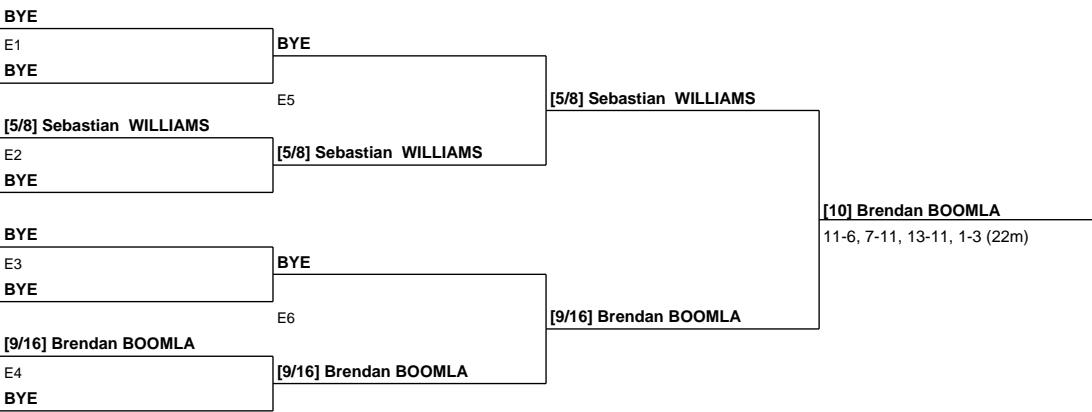 BYE
E1
BYE
BYE
E5
[5/8] Sebastian  WILLIAMS
[5/8] Sebastian  WILLIAMS
E2
[5/8] Sebastian  WILLIAMS
BYE
[10] Brendan BOOMLA
11-6, 7-11, 13-11, 1-3 (22m)
BYE
E3
BYE
BYE
E6
[9/16] Brendan BOOMLA
[9/16] Brendan BOOMLA
E4
[9/16] Brendan BOOMLA
BYE